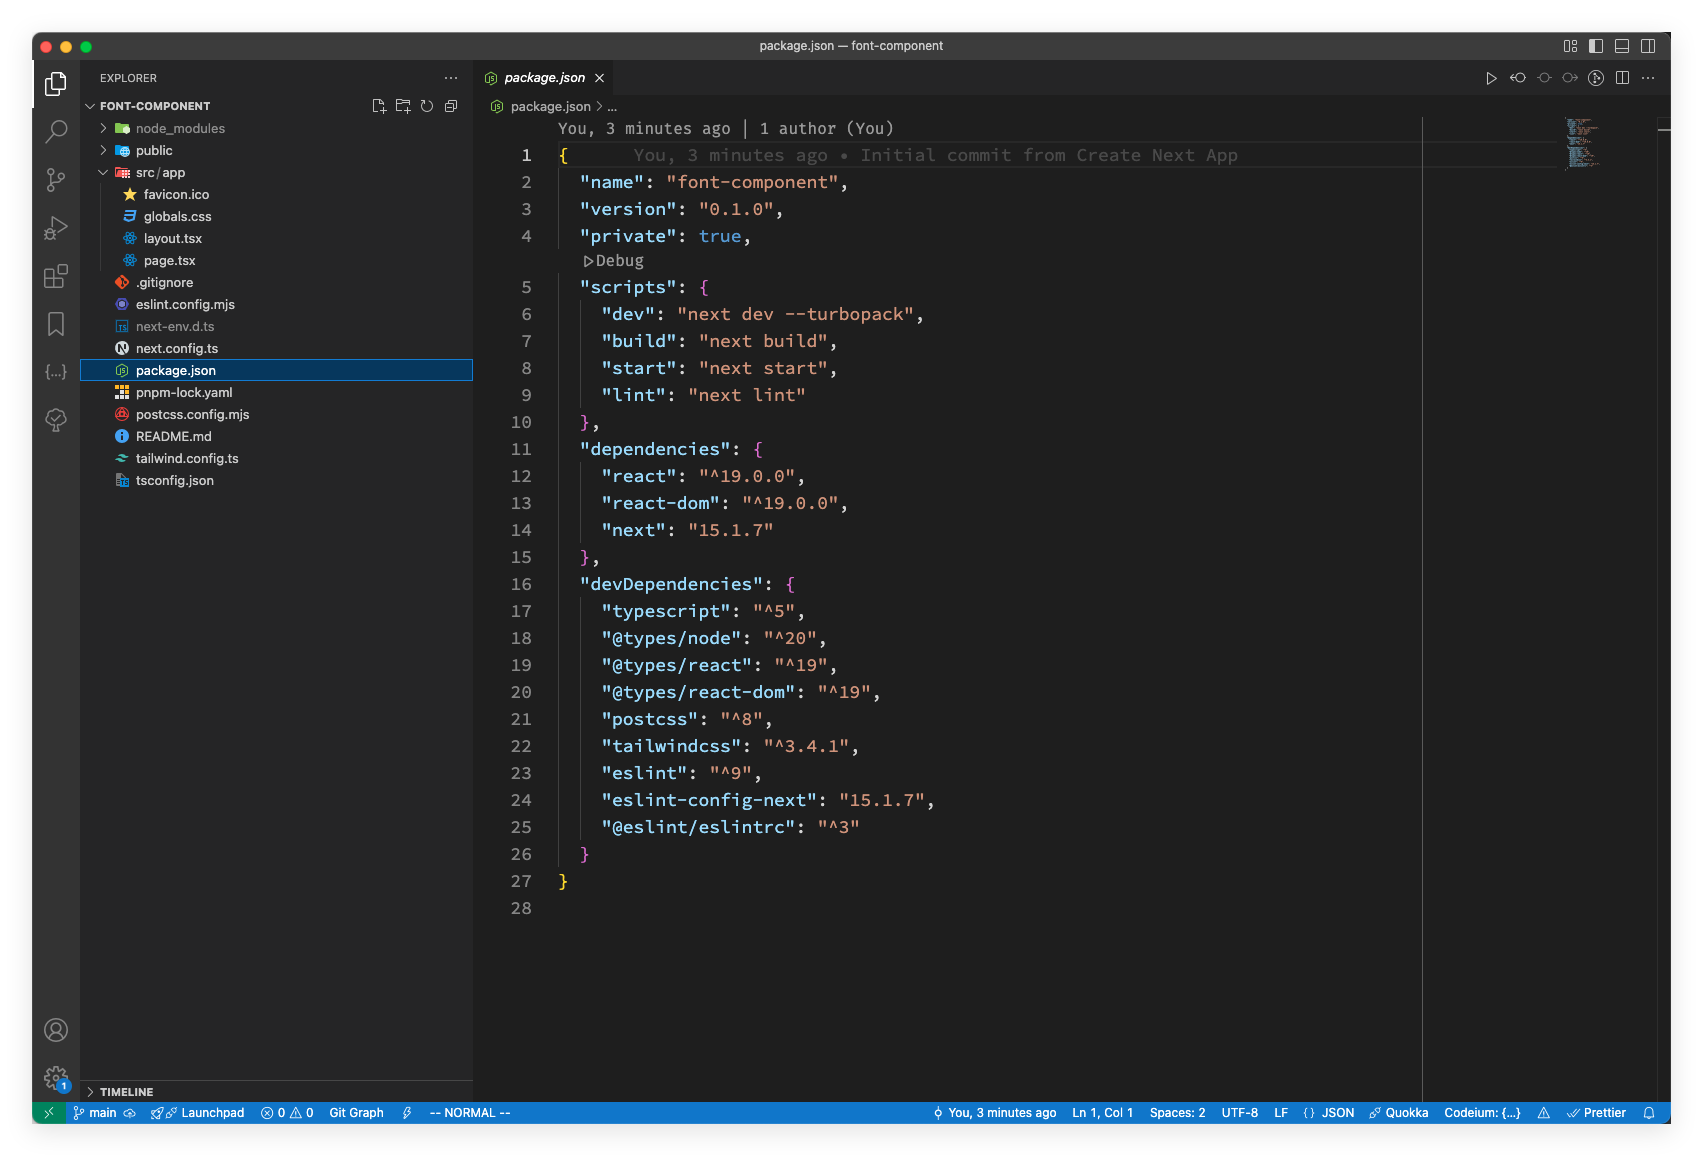 package.json — font-component
EXPLORER
FONT-COMPONENT
node_modules
public
src/app
favicon.ico
globals.css
layout.tsx
page.tsx
.gitignore
eslint.config.mjs
next-env.d.ts
next.config.ts
package.json
pnpm-lock.yaml
postcss.config.mjs
README.md
tailwind.config.ts
tsconfig.json
TIMELINE
package.json
package.json > ...
You, 3 minutes ago | 1 author (You)
1 { You, 3 minutes ago • Initial commit from Create Next App
2 "name": "font-component",
3 "version": "0.1.0",
4 "private": true,
Debug
5 "scripts": {
6 "dev": "next dev --turbopack",
7 "build": "next build",
8 "start": "next start",
9 "lint": "next lint"
10 },
11 "dependencies": {
12 "react": "^19.0.0",
13 "react-dom": "^19.0.0",
14 "next": "15.1.7"
15 },
16 "devDependencies": {
17 "typescript": "^5",
18 "@types/node": "^20",
19 "@types/react": "^19",
20 "@types/react-dom": "^19",
21 "postcss": "^8",
22 "tailwindcss": "^3.4.1",
23 "eslint": "^9",
24 "eslint-config-next": "15.1.7",
25 "@eslint/eslintrc": "^3"
26 }
27 }
28
1
main Launchpad 0 0 Git Graph -- NORMAL -- You, 3 minutes ago Ln 1, Col 1 Spaces: 2 UTF-8 LF {} JSON Quokka Codeium: {...} Prettier